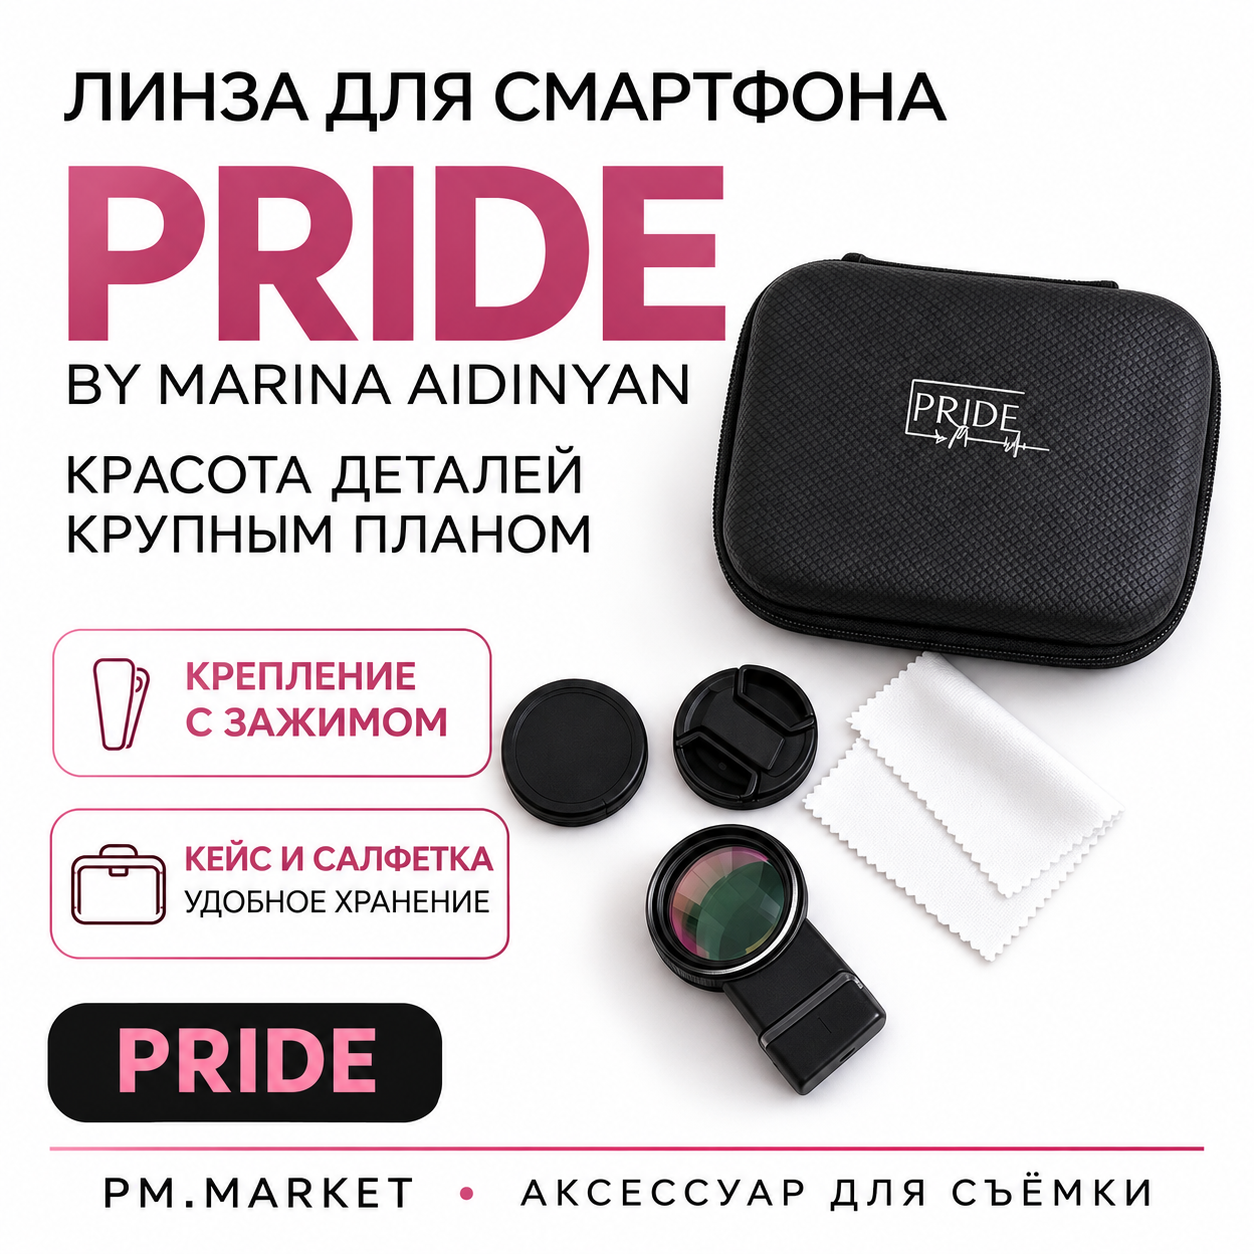 ЛИНЗА ДЛЯ СМАРТФОНА
PRIDE
BY MARINA AIDINYAN
КРАСОТА ДЕТАЛЕЙ
КРУПНЫМ ПЛАНОМ
PRIDE
КРЕПЛЕНИЕ
С ЗАЖИМОМ
КЕЙС И САЛФЕТКА
УДОБНОЕ ХРАНЕНИЕ
PRIDE
PM.MARKET • АКСЕССУАР ДЛЯ СЪЁМКИ